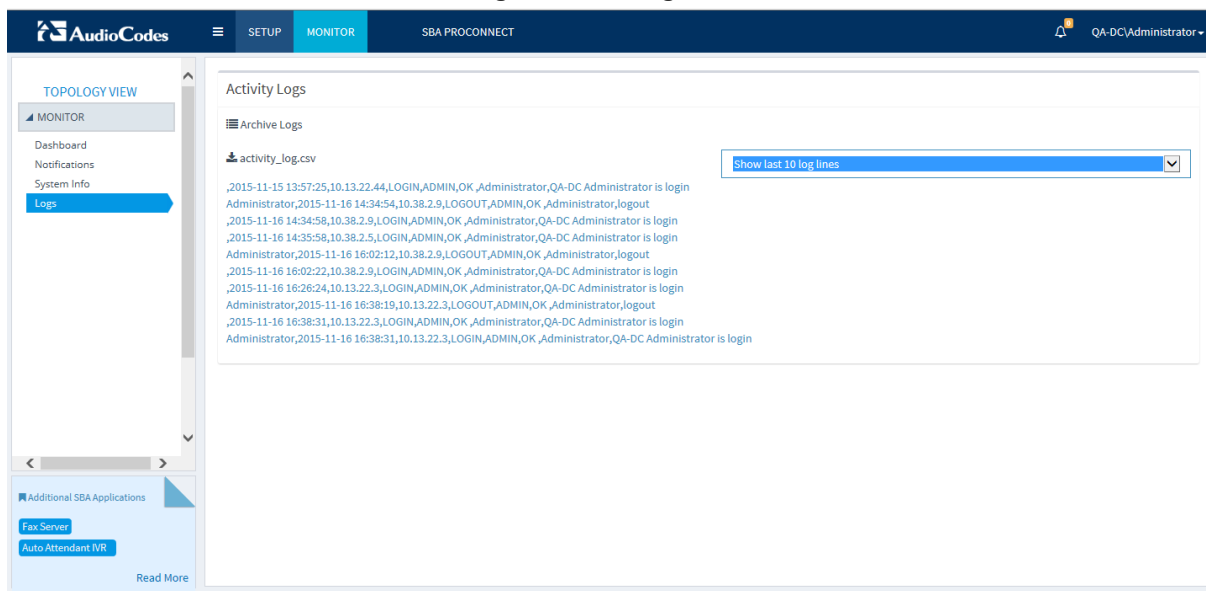 AudioCodes
SETUP MONITOR SBA PROCONNECT 0 QA-DC\Administrator
TOPOLOGY VIEW
MONITOR
Dashboard
Notifications
System Info
Logs
Activity Logs
Archive Logs
activity_log.csv
Show last 10 log lines
,2015-11-15 13:57:25,10.13.22.44,LOGIN,ADMIN,OK ,Administrator,QA-DC Administrator is login
Administrator,2015-11-16 14:34:54,10.38.2.9,LOGOUT,ADMIN,OK ,Administrator,logout
,2015-11-16 14:34:58,10.38.2.9,LOGIN,ADMIN,OK ,Administrator,QA-DC Administrator is login
,2015-11-16 14:35:58,10.38.2.5,LOGIN,ADMIN,OK ,Administrator,QA-DC Administrator is login
Administrator,2015-11-16 16:02:12,10.38.2.9,LOGOUT,ADMIN,OK ,Administrator,logout
,2015-11-16 16:02:22,10.38.2.9,LOGIN,ADMIN,OK ,Administrator,QA-DC Administrator is login
,2015-11-16 16:26:24,10.13.22.3,LOGIN,ADMIN,OK ,Administrator,QA-DC Administrator is login
Administrator,2015-11-16 16:38:19,10.13.22.3,LOGOUT,ADMIN,OK ,Administrator,logout
,2015-11-16 16:38:31,10.13.22.3,LOGIN,ADMIN,OK ,Administrator,QA-DC Administrator is login
Administrator,2015-11-16 16:38:31,10.13.22.3,LOGIN,ADMIN,OK ,Administrator,QA-DC Administrator is login
Additional SBA Applications
Fax Server
Auto Attendant IVR
Read More